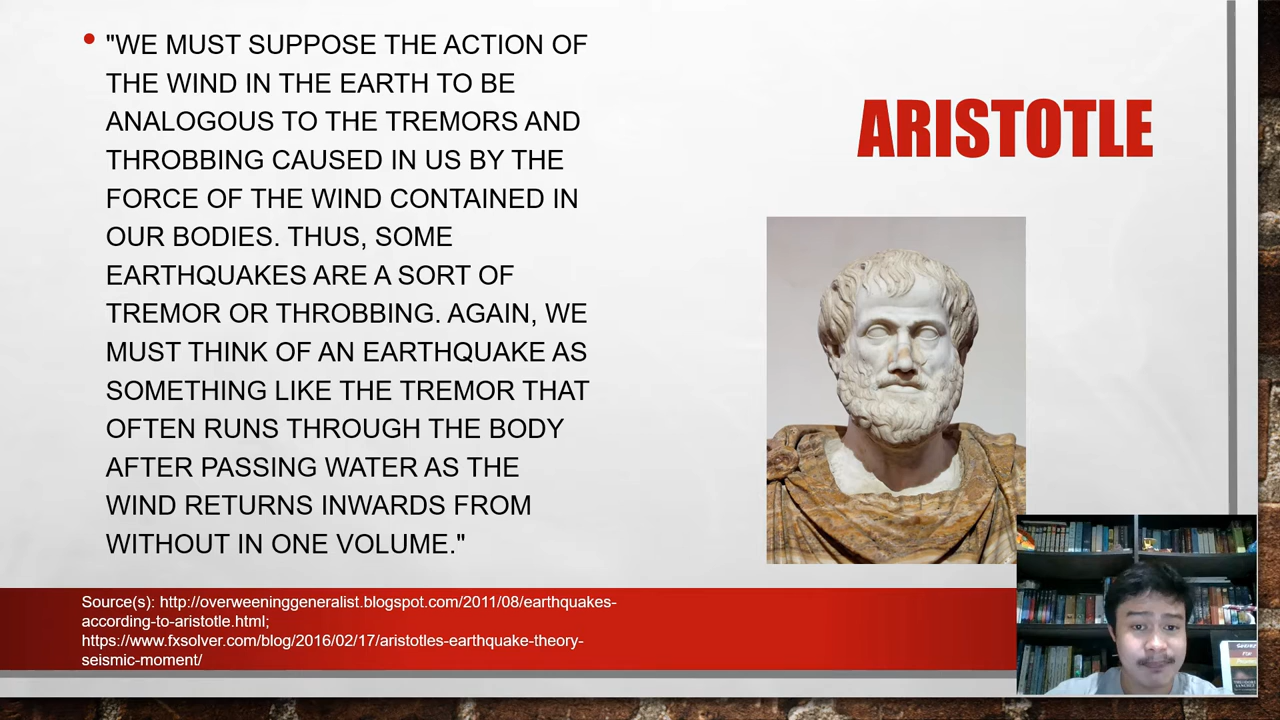 "WE MUST SUPPOSE THE ACTION OF
THE WIND IN THE EARTH TO BE
ANALOGOUS TO THE TREMORS AND
THROBBING CAUSED IN US BY THE
FORCE OF THE WIND CONTAINED IN
OUR BODIES. THUS, SOME
EARTHQUAKES ARE A SORT OF
TREMOR OR THROBBING. AGAIN, WE
MUST THINK OF AN EARTHQUAKE AS
SOMETHING LIKE THE TREMOR THAT
OFTEN RUNS THROUGH THE BODY
AFTER PASSING WATER AS THE
WIND RETURNS INWARDS FROM
WITHOUT IN ONE VOLUME."
ARISTOTLE
Source(s): http://overweeninggeneralist.blogspot.com/2011/08/earthquakes-
according-to-aristotle.html;
https://www.fxsolver.com/blog/2016/02/17/aristotles-earthquake-theory-
seismic-moment/